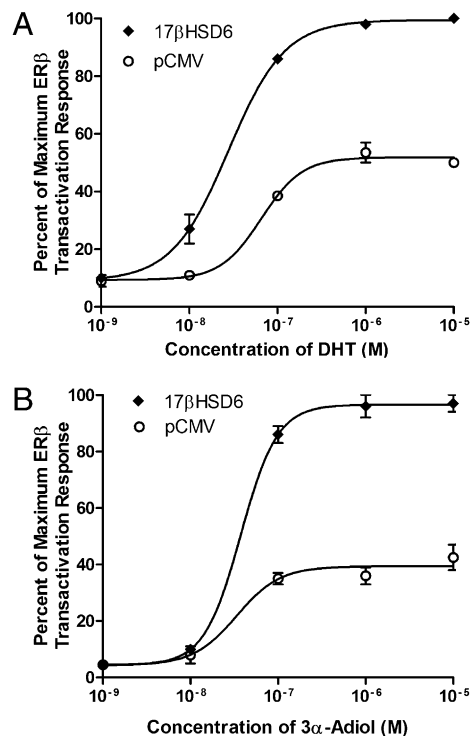 A
17βHSD6
pCMV
Percent of Maximum ERβ
Transactivation Response
100
80
60
40
20
0
10⁻⁹ 10⁻⁸ 10⁻⁷ 10⁻⁶ 10⁻⁵
Concentration of DHT (M)
B
17βHSD6
pCMV
Percent of Maximum ERβ
Transactivation Response
100
80
60
40
20
0
10⁻⁹ 10⁻⁸ 10⁻⁷ 10⁻⁶ 10⁻⁵
Concentration of 3α-Adiol (M)